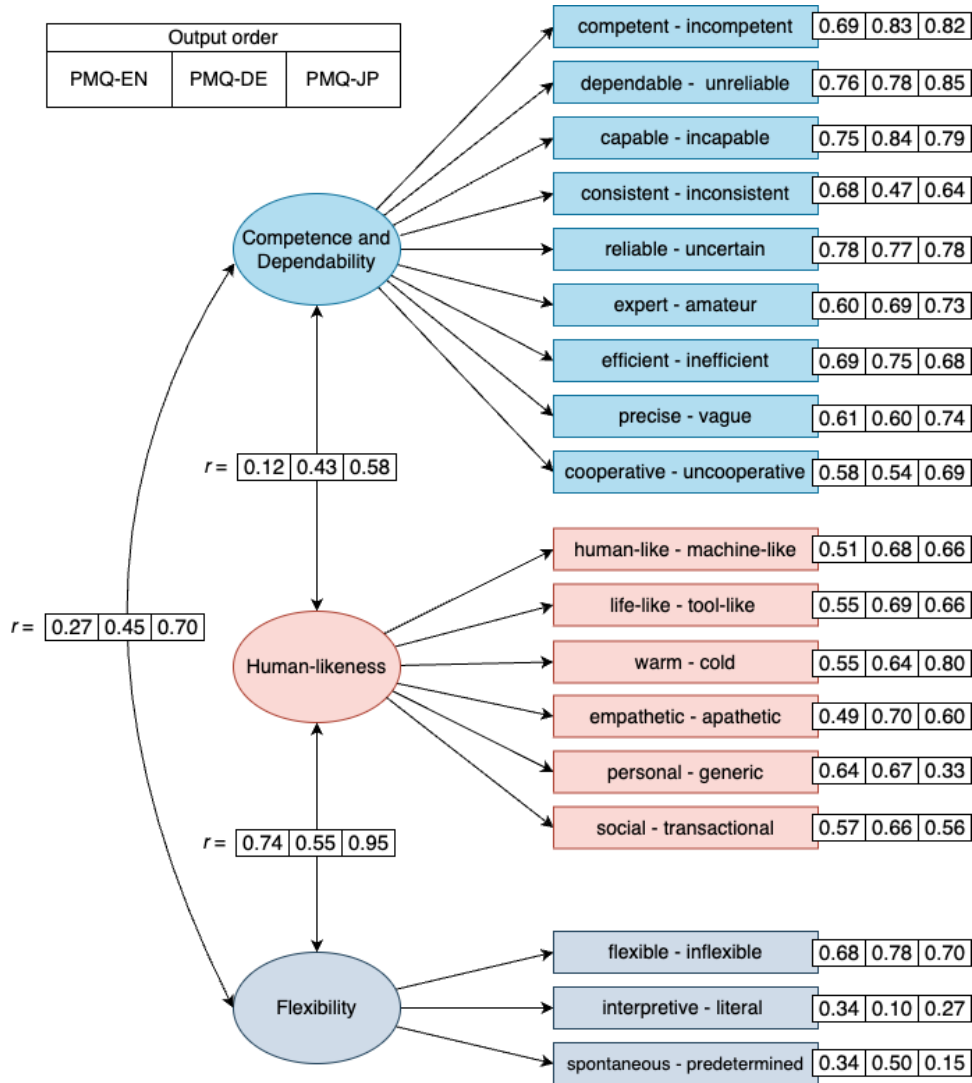 Output order
PMQ-EN PMQ-DE PMQ-JP
competent - incompetent 0.69 0.83 0.82
dependable - unreliable 0.76 0.78 0.85
capable - incapable 0.75 0.84 0.79
consistent - inconsistent 0.68 0.47 0.64
Competence and
Dependability
reliable - uncertain 0.78 0.77 0.78
expert - amateur 0.60 0.69 0.73
efficient - inefficient 0.69 0.75 0.68
precise - vague 0.61 0.60 0.74
r = 0.12 0.43 0.58
cooperative - uncooperative 0.58 0.54 0.69
human-like - machine-like 0.51 0.68 0.66
life-like - tool-like 0.55 0.69 0.66
r = 0.27 0.45 0.70
Human-likeness
warm - cold 0.55 0.64 0.80
empathetic - apathetic 0.49 0.70 0.60
personal - generic 0.64 0.67 0.33
social - transactional 0.57 0.66 0.56
r = 0.74 0.55 0.95
flexible - inflexible 0.68 0.78 0.70
Flexibility
interpretive - literal 0.34 0.10 0.27
spontaneous - predetermined 0.34 0.50 0.15